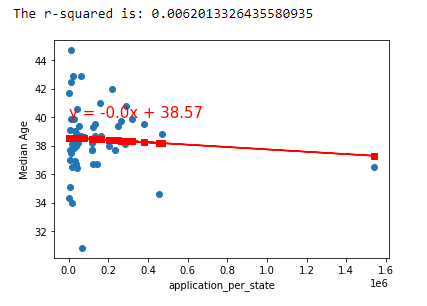 The r-squared is: 0.0062013326435580935
44
42
40
y = -0.0x + 38.57
38
36
34
32
Median Age
0.0 0.2 0.4 0.6 0.8 1.0 1.2 1.4 1.6
1e6
application_per_state